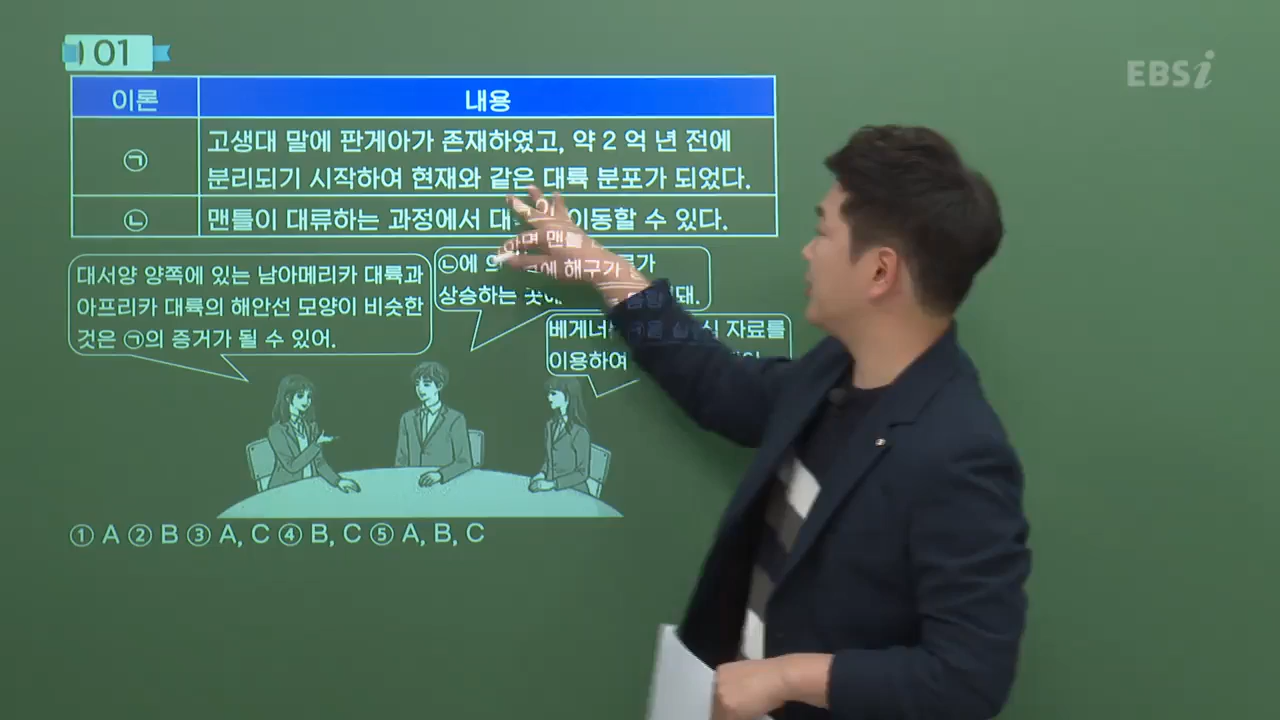 01
EBSi
이론 내용
㉠ 고생대 말에 판게아가 존재하였고, 약 2 억 년 전에
분리되기 시작하여 현재와 같은 대륙 분포가 되었다.
㉡ 맨틀이 대류하는 과정에서 이동할 수 있다.
대서양 양쪽에 있는 남아메리카 대륙과
아프리카 대륙의 해안선 모양이 비슷한
것은 ㉠의 증거가 될 수 있어.
㉡에 맨틀
상승하는 곳에 해구가
베게너는 자료를
이용하여
① A ② B ③ A, C ④ B, C ⑤ A, B, C